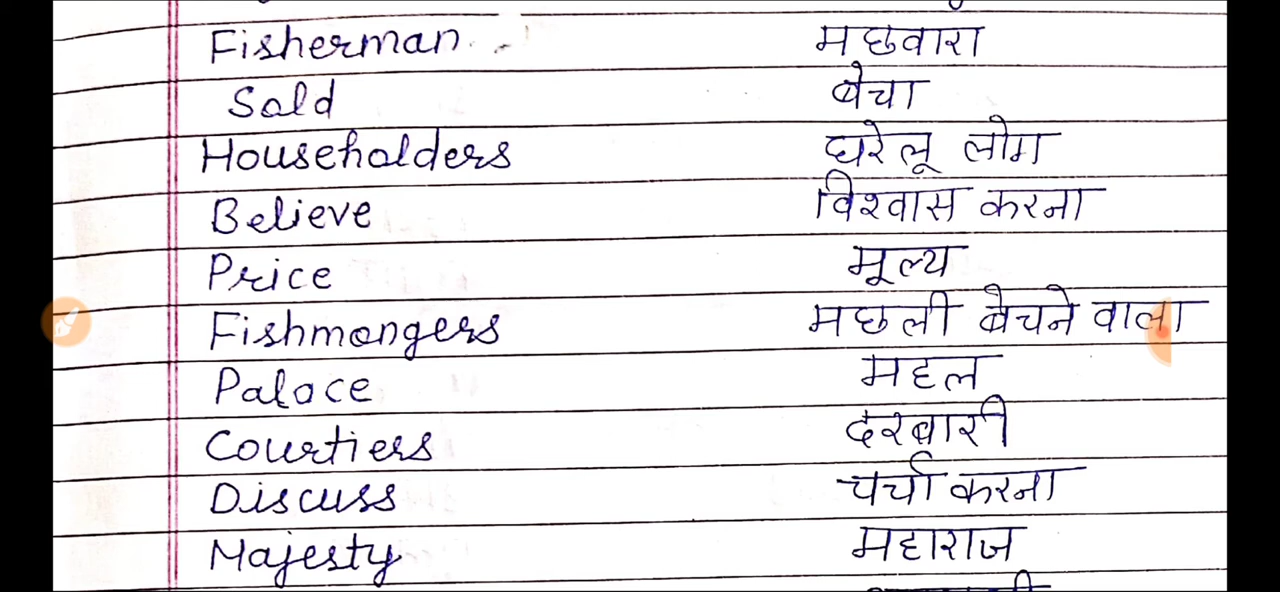 Fisherman मछवारा
Sold बेचा
Householders घरेलू लोग
Believe विश्वास करना
Price मूल्य
Fishmongers मछली बेचने वाला
Palace महल
Courtiers दरबारी
Discuss चर्चा करना
Majesty महाराज